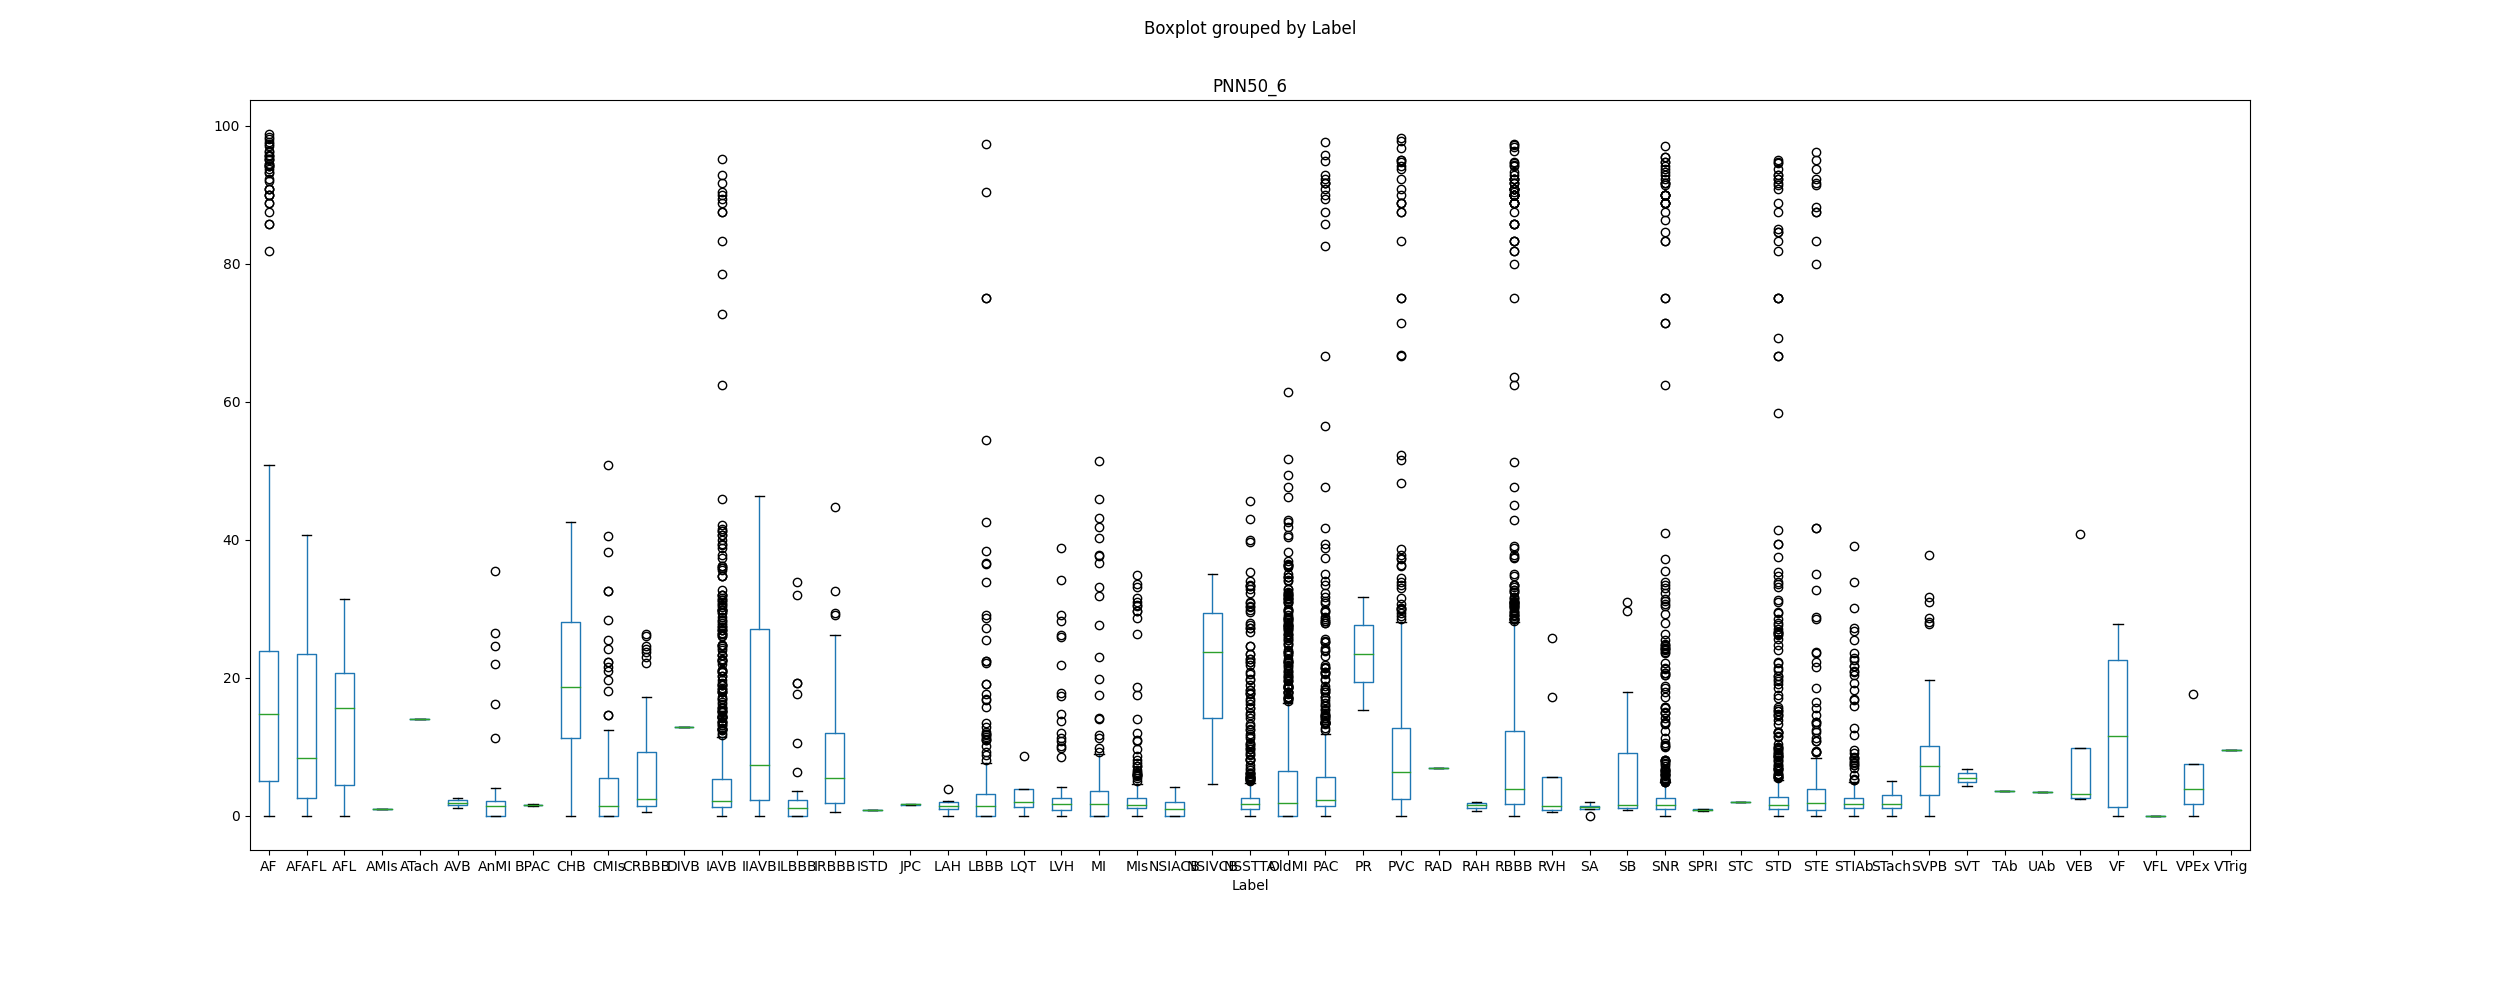 Boxplot grouped by Label
PNN50_6
100
80
60
40
20
0
AF AFAFL AFL AMIs ATach AVB AnMI BPAC CHB CMIs CRBBB DIVB IAVB IIAVB ILBBB IRBBB ISTD JPC LAH LBBB LQT LVH MI MIs NSIACB NSIVCB NSSTTA OldMI PAC PR PVC RAD RAH RBBB RVH SA SB SNR SPRI STC STD STE STIAb STach SVPB SVT TAb UAb VEB VF VFL VPEx VTrig
Label